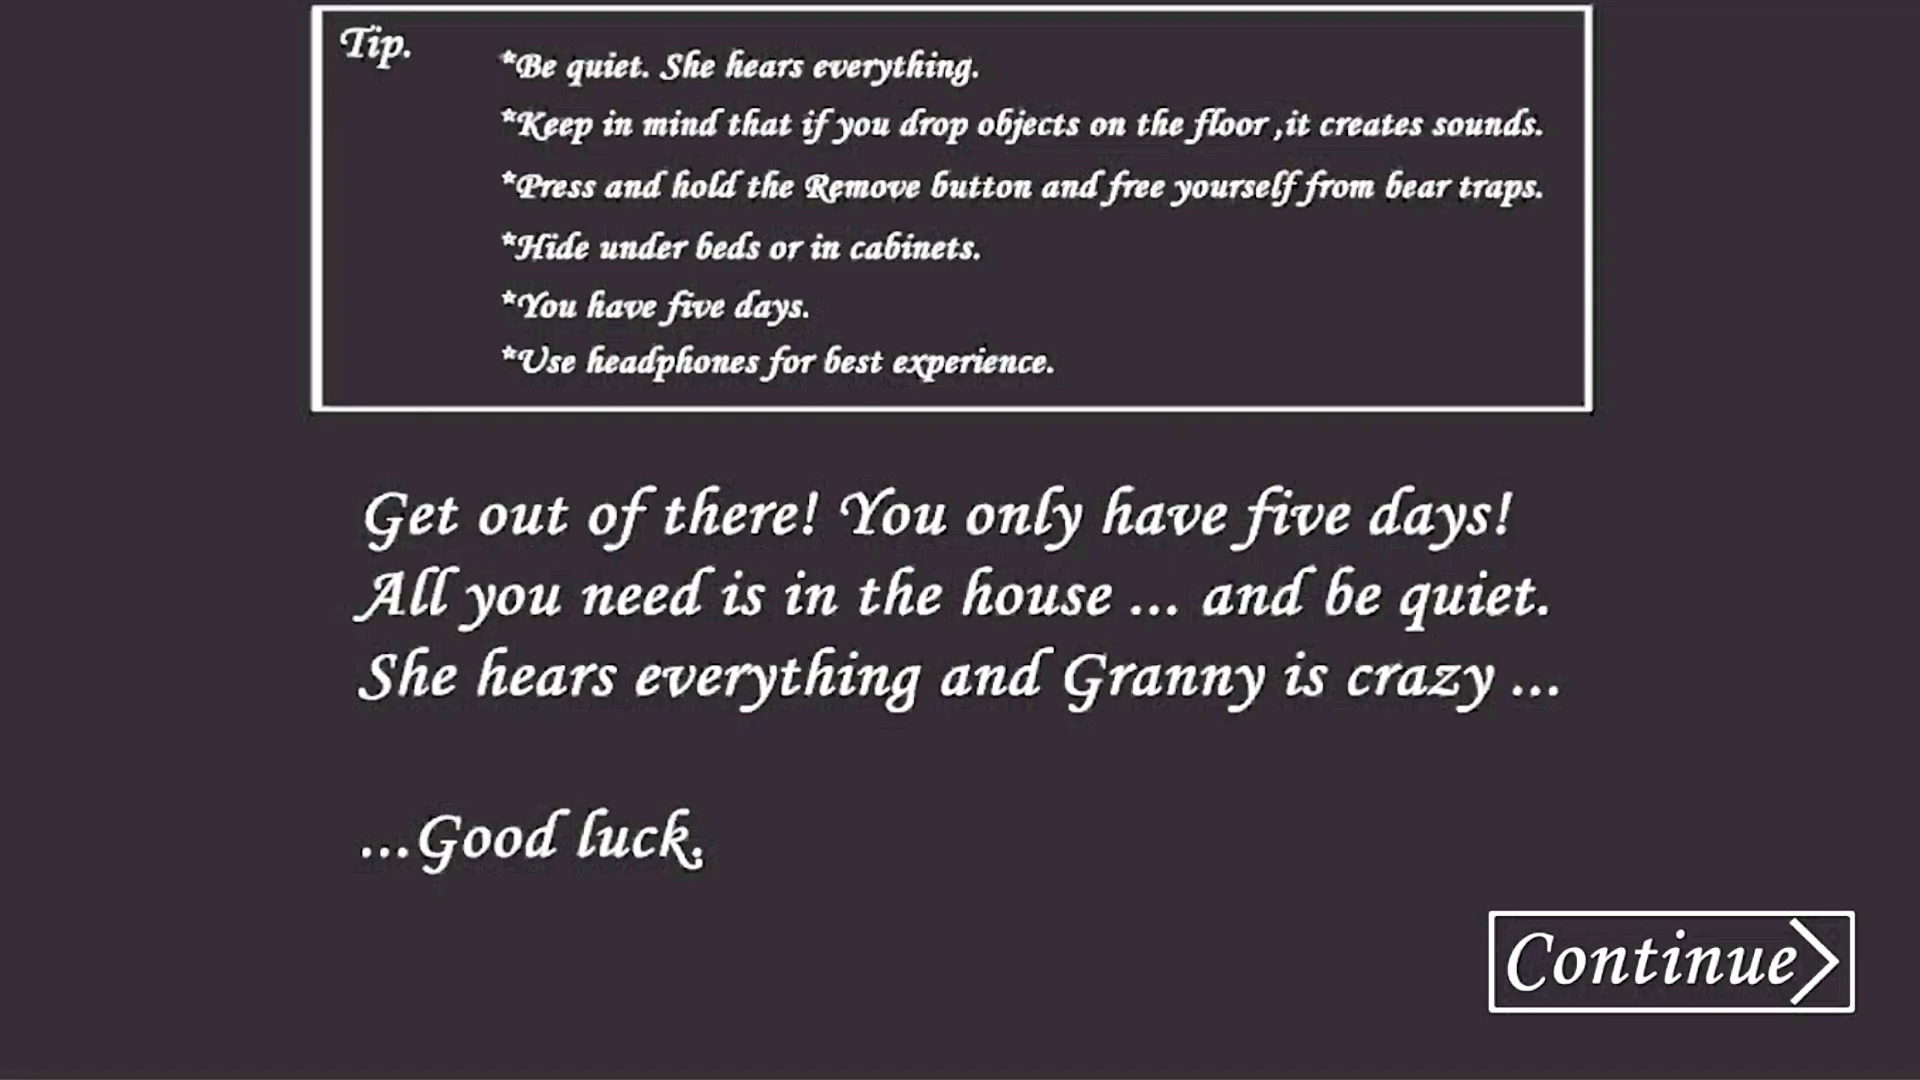 Tip.
*Be quiet. She hears everything.
*Keep in mind that if you drop objects on the floor ,it creates sounds.
*Press and hold the Remove button and free yourself from bear traps.
*Hide under beds or in cabinets.
*You have five days.
*Use headphones for best experience.
Get out of there! You only have five days!
All you need is in the house ... and be quiet.
She hears everything and Granny is crazy ...
...Good luck.
Continue